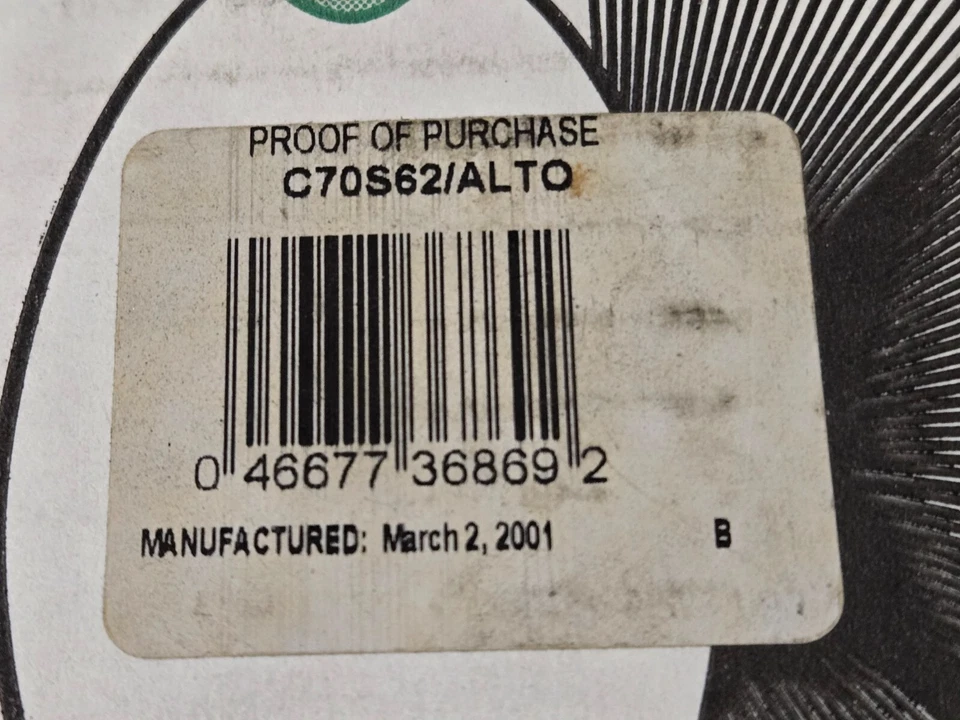 PROOF OF PURCHASE
C70S62/ALTO
0 46677 36869 2
MANUFACTURED: March 2, 2001 B